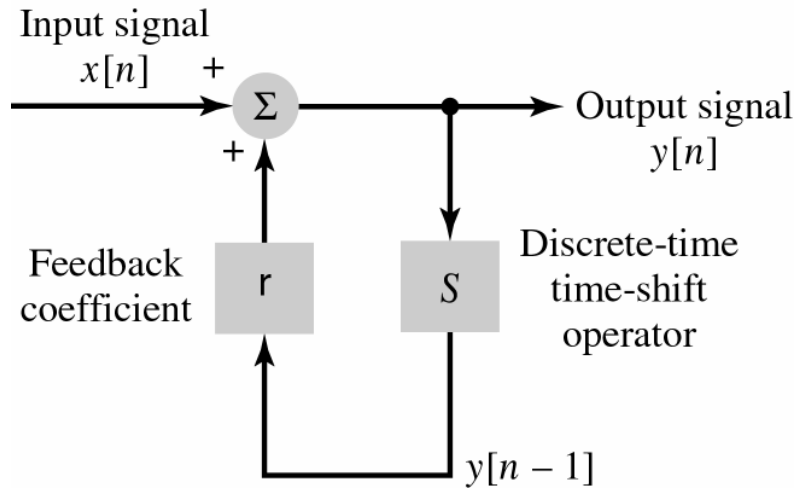 Input signal
x[n]
+
Σ
Output signal
y[n]
+
Feedback
coefficient
r
S
Discrete-time
time-shift
operator
y[n – 1]